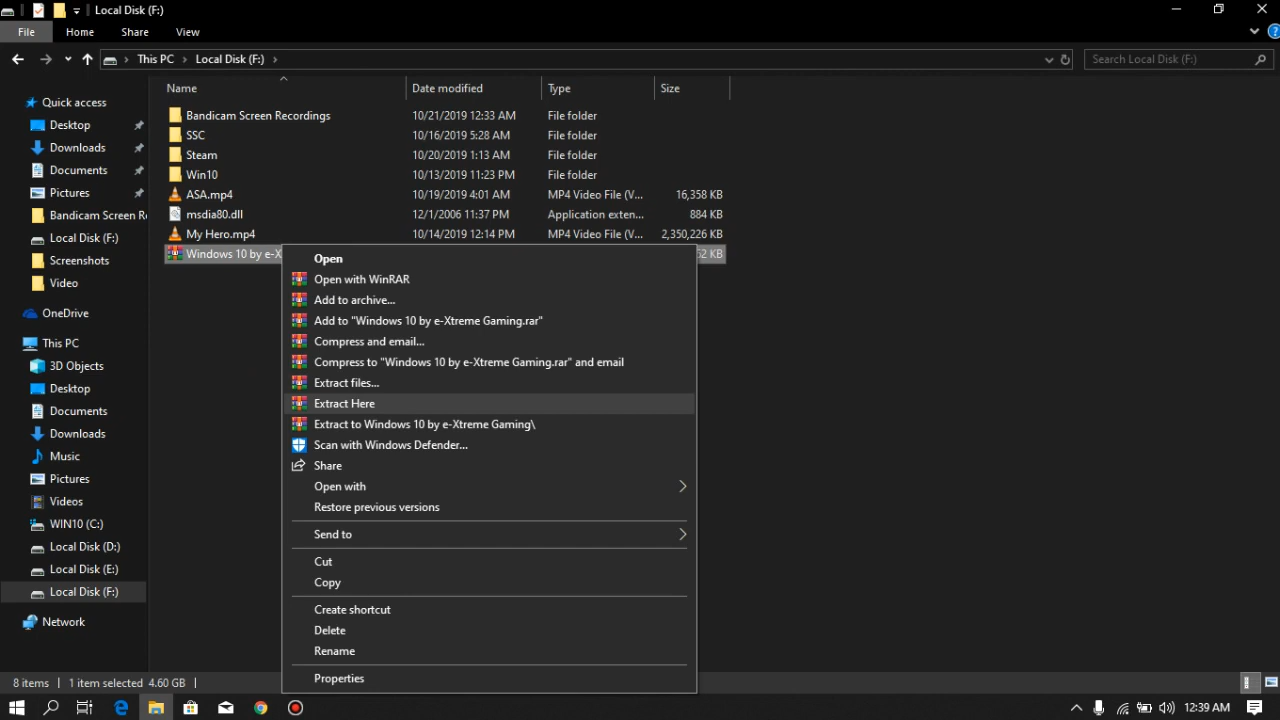 Local Disk (F:)
File Home Share View
This PC Local Disk (F:) Search Local Disk (F:)
Name Date modified Type Size
Quick access
Desktop
Downloads
Documents
Pictures
Bandicam Screen R
Local Disk (F:)
Screenshots
Video
OneDrive
This PC
3D Objects
Desktop
Documents
Downloads
Music
Pictures
Videos
WIN10 (C:)
Local Disk (D:)
Local Disk (E:)
Local Disk (F:)
Network
Bandicam Screen Recordings 10/21/2019 12:33 AM File folder
SSC 10/16/2019 5:28 AM File folder
Steam 10/20/2019 1:13 AM File folder
Win10 10/13/2019 11:23 PM File folder
ASA.mp4 10/19/2019 4:01 AM MP4 Video File (V... 16,358 KB
msdia80.dll 12/1/2006 11:37 PM Application exten... 884 KB
My Hero.mp4 10/14/2019 12:14 PM MP4 Video File (V... 2,350,226 KB
Windows 10 by e-X KB
Open
Open with WinRAR
Add to archive...
Add to "Windows 10 by e-Xtreme Gaming.rar"
Compress and email...
Compress to "Windows 10 by e-Xtreme Gaming.rar" and email
Extract files...
Extract Here
Extract to Windows 10 by e-Xtreme Gaming\
Scan with Windows Defender...
Share
Open with
Restore previous versions
Send to
Cut
Copy
Create shortcut
Delete
Rename
Properties
8 items 1 item selected 4.60 GB
12:39 AM